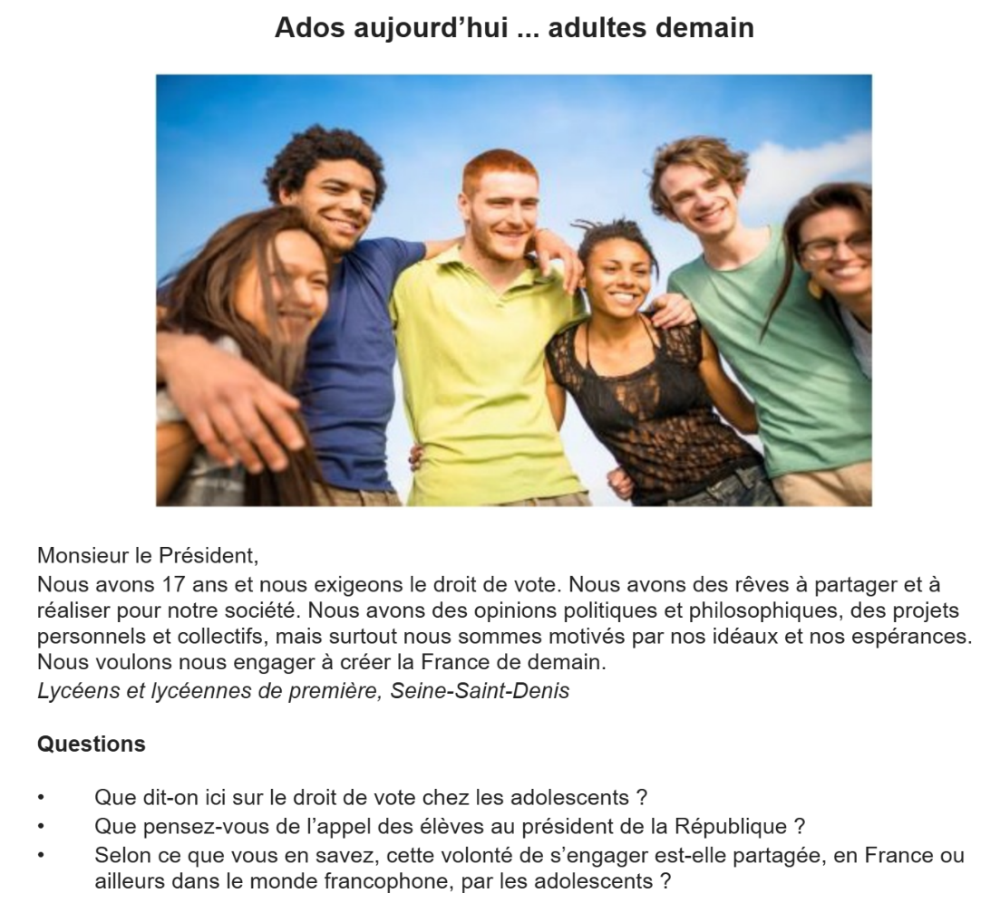 Ados aujourd’hui ... adultes demain
Monsieur le Président,
Nous avons 17 ans et nous exigeons le droit de vote. Nous avons des rêves à partager et à
réaliser pour notre société. Nous avons des opinions politiques et philosophiques, des projets
personnels et collectifs, mais surtout nous sommes motivés par nos idéaux et nos espérances.
Nous voulons nous engager à créer la France de demain.
Lycéens et lycéennes de première, Seine-Saint-Denis
Questions
• Que dit-on ici sur le droit de vote chez les adolescents ?
• Que pensez-vous de l’appel des élèves au président de la République ?
• Selon ce que vous en savez, cette volonté de s’engager est-elle partagée, en France ou
ailleurs dans le monde francophone, par les adolescents ?